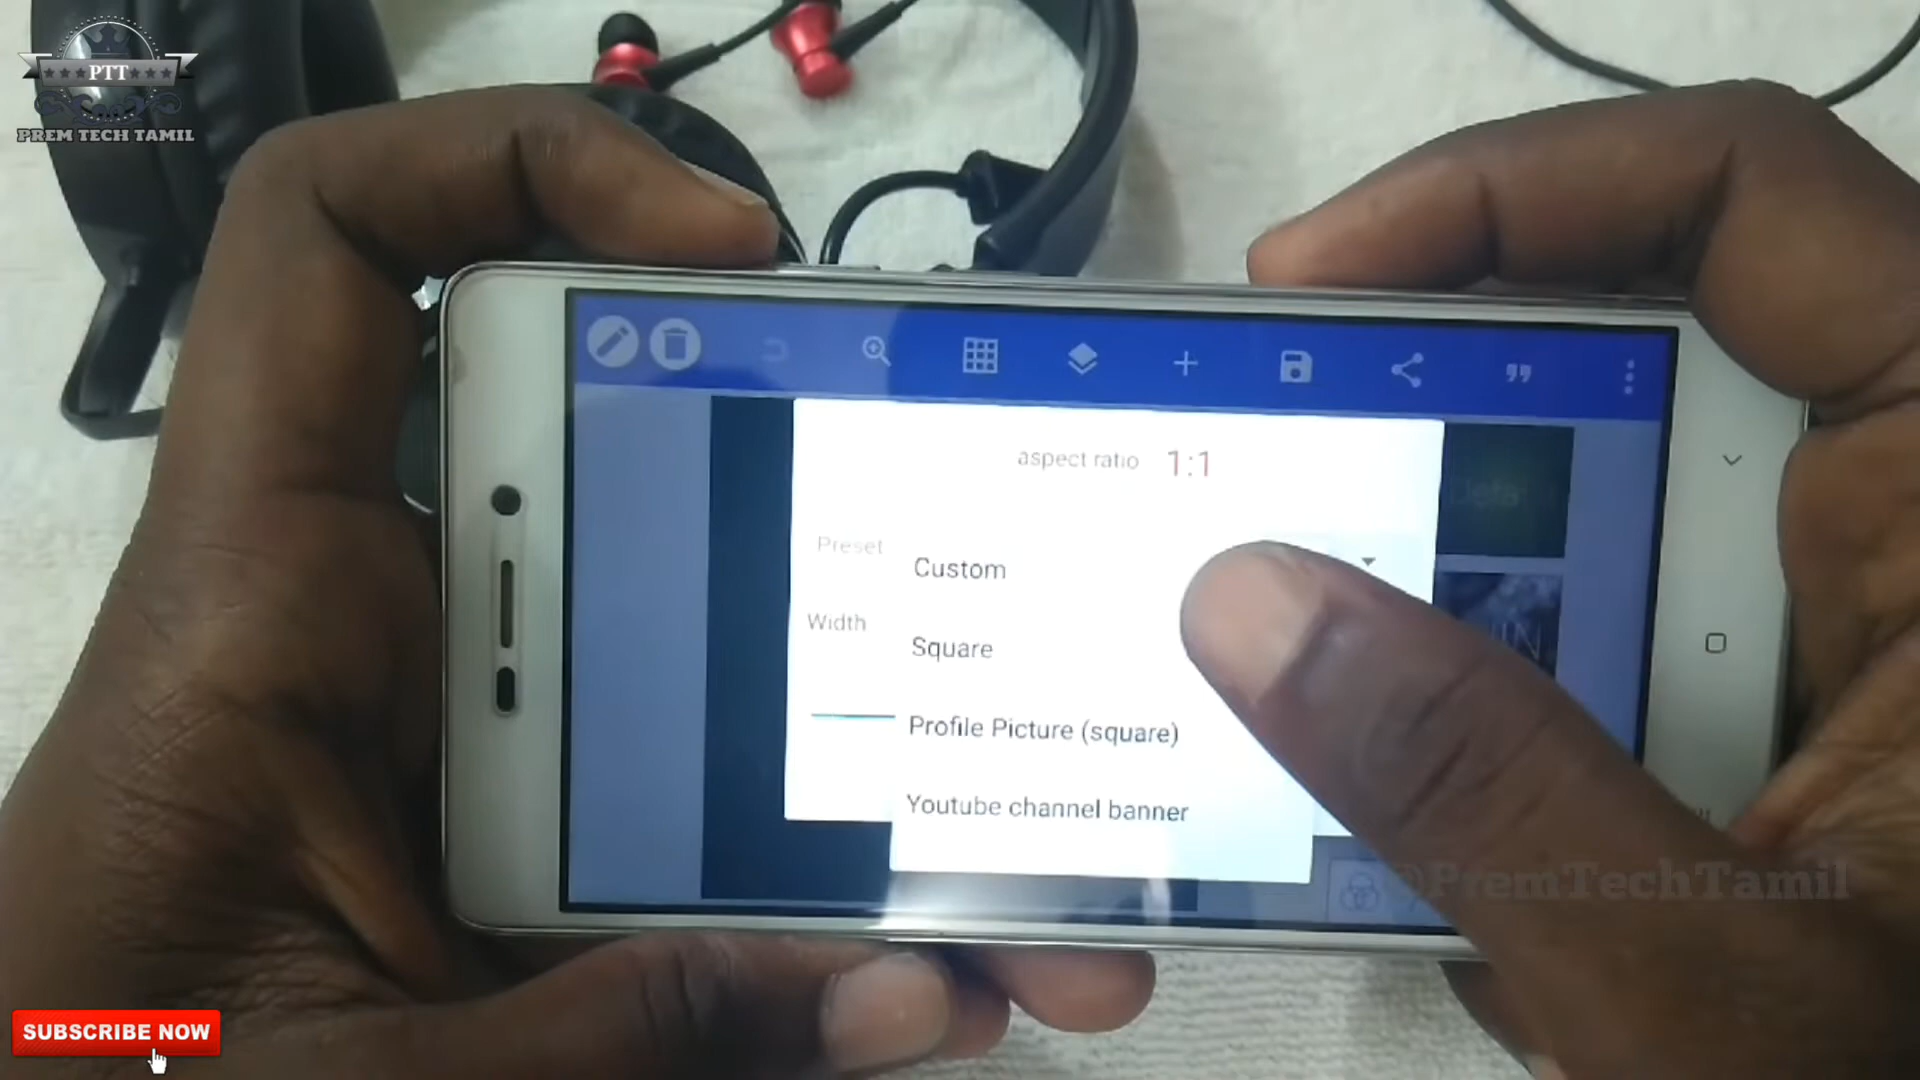 PTT
PREM TECH TAMIL
aspect ratio 1:1
Preset
Custom
Width
Square
Profile Picture (square)
Youtube channel banner
@PremTechTamil
SUBSCRIBE NOW